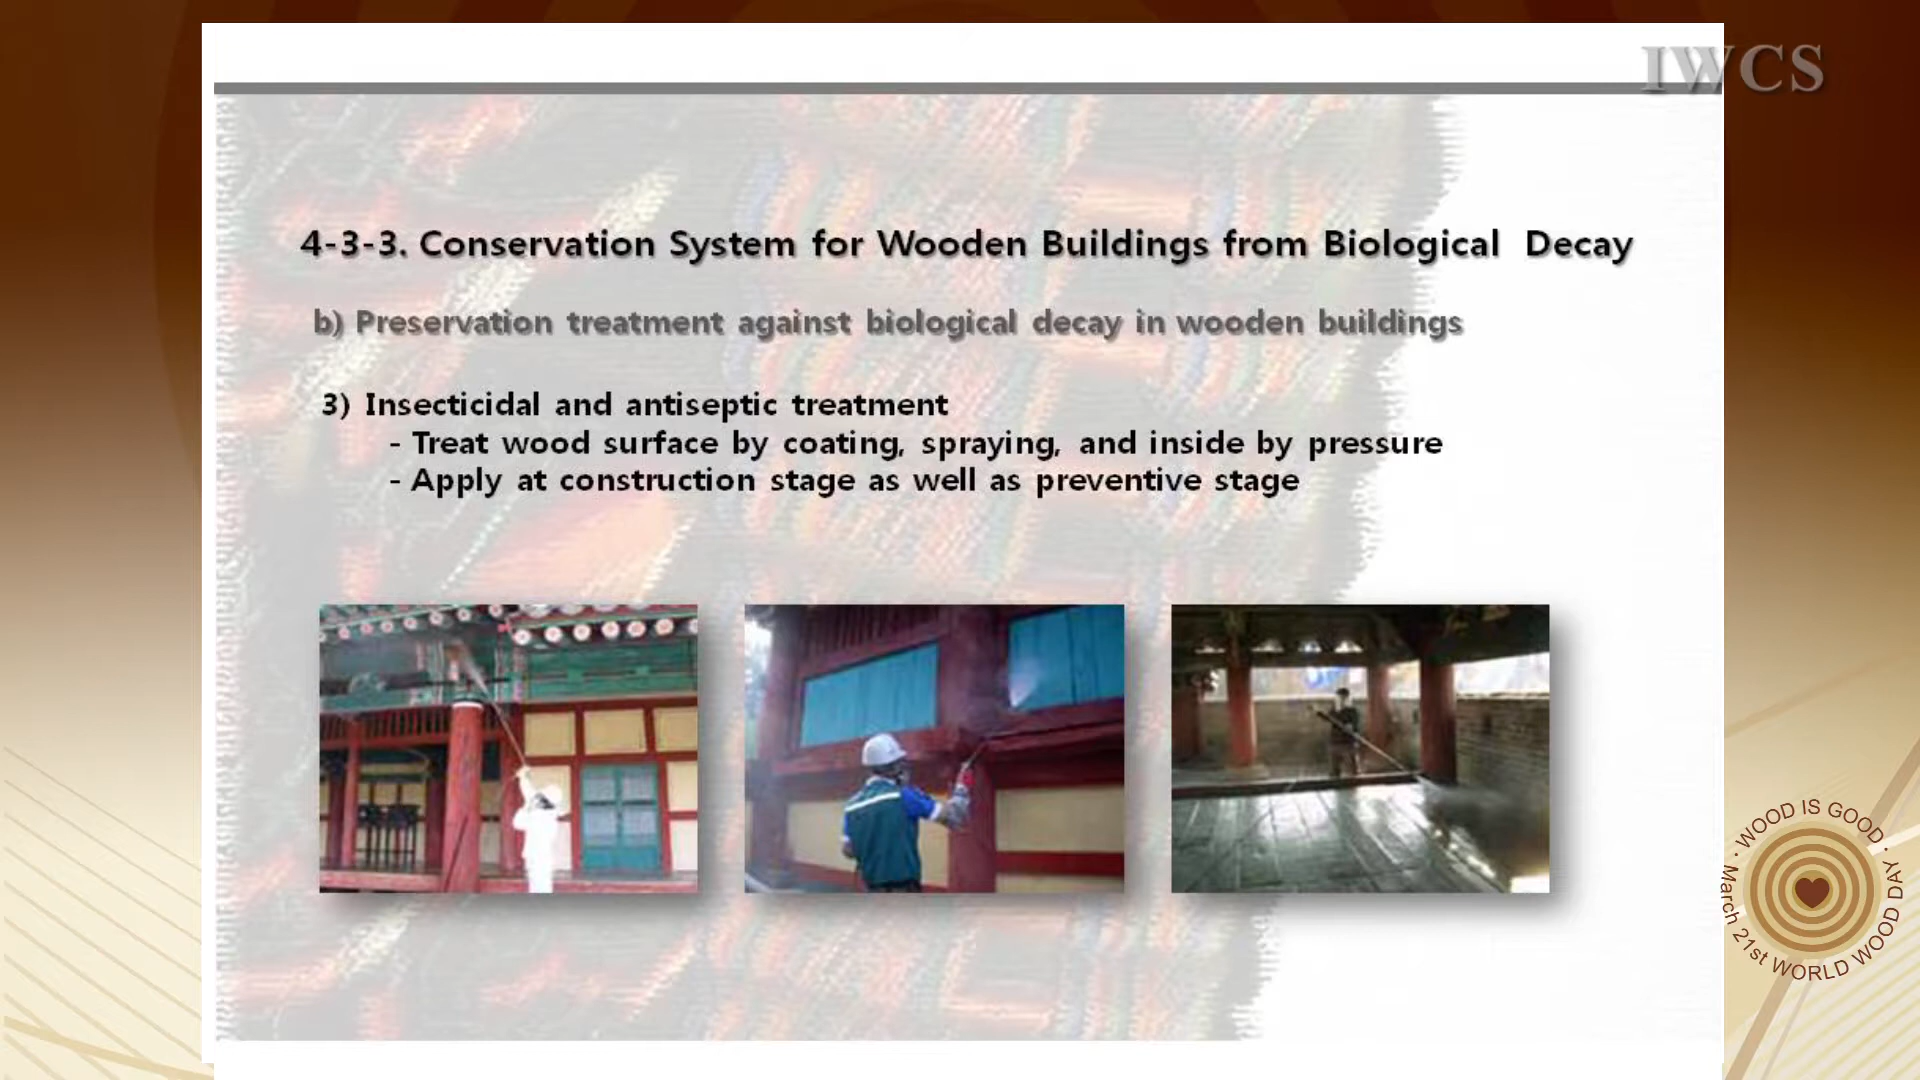 IWCS
4-3-3. Conservation System for Wooden Buildings from Biological Decay
b) Preservation treatment against biological decay in wooden buildings
3) Insecticidal and antiseptic treatment
- Treat wood surface by coating, spraying, and inside by pressure
- Apply at construction stage as well as preventive stage
· WOOD IS GOOD · March 21st WORLD WOOD DAY